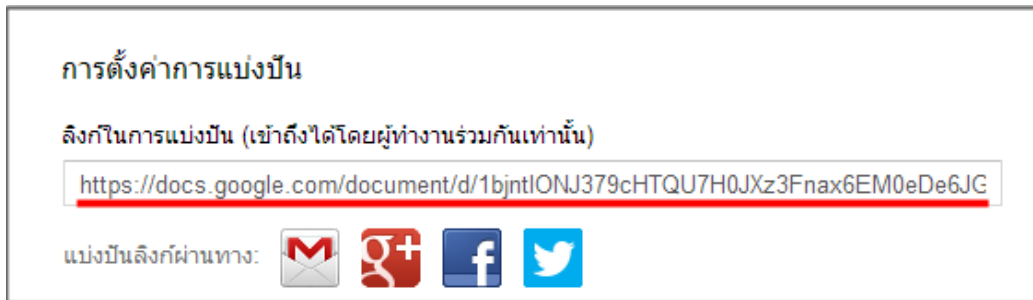 การตั้งค่าการแบ่งปัน
ลิงก์ในการแบ่งปัน (เข้าถึงได้โดยผู้ทำงานร่วมกันเท่านั้น)
https://docs.google.com/document/d/1bjntIONJ379cHTQU7H0JXz3Fnax6EM0eDe6JG
แบ่งปันลิงก์ผ่านทาง: